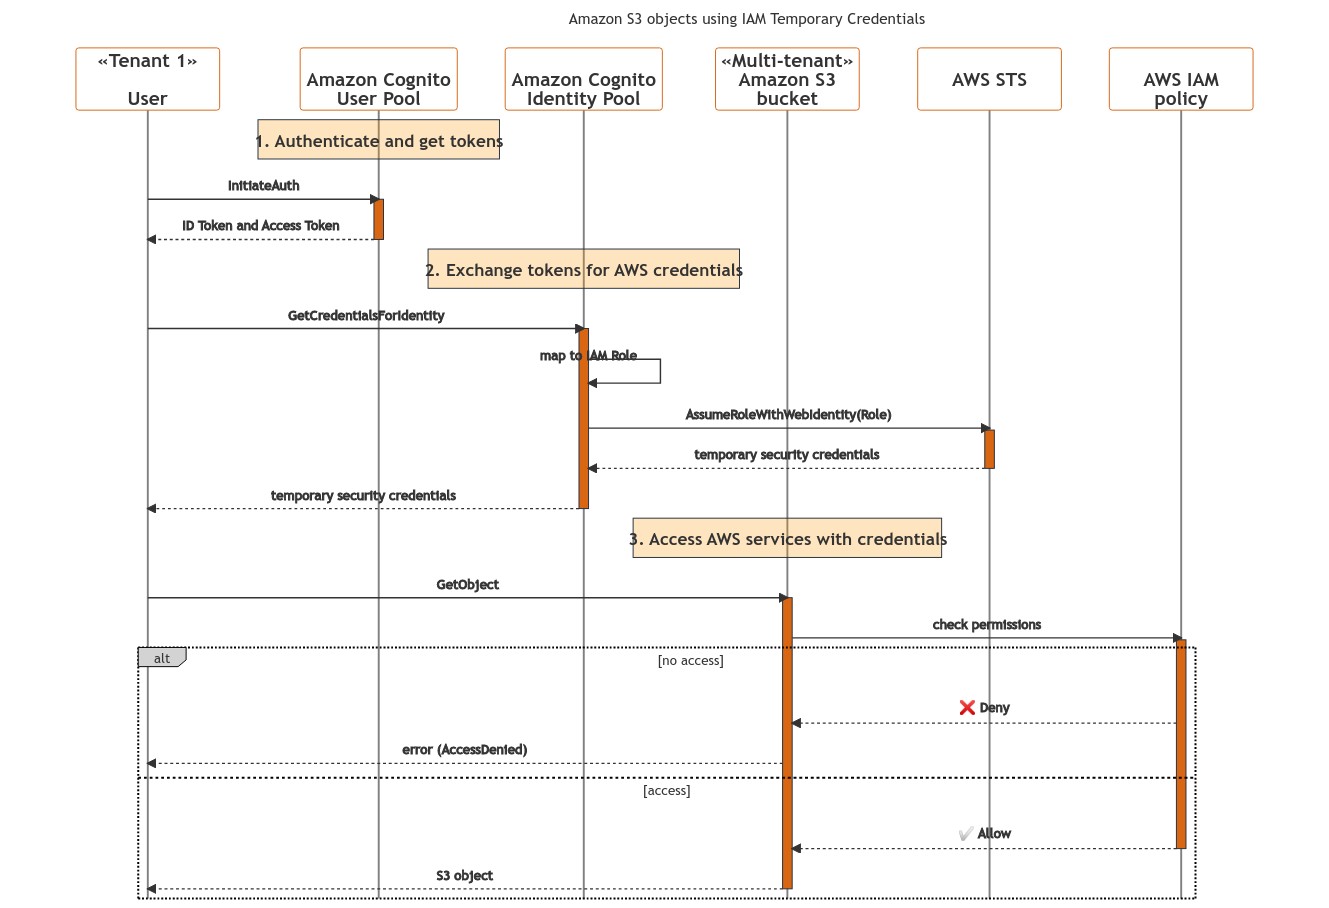 Amazon S3 objects using IAM Temporary Credentials
«Tenant 1»
User
Amazon Cognito
User Pool
Amazon Cognito
Identity Pool
«Multi-tenant»
Amazon S3
bucket
AWS STS
AWS IAM
policy
1. Authenticate and get tokens
InitiateAuth
ID Token and Access Token
2. Exchange tokens for AWS credentials
GetCredentialsForIdentity
map to IAM Role
AssumeRoleWithWebIdentity(Role)
temporary security credentials
temporary security credentials
3. Access AWS services with credentials
GetObject
check permissions
alt
[no access]
❌ Deny
error (AccessDenied)
[access]
✔️ Allow
S3 object